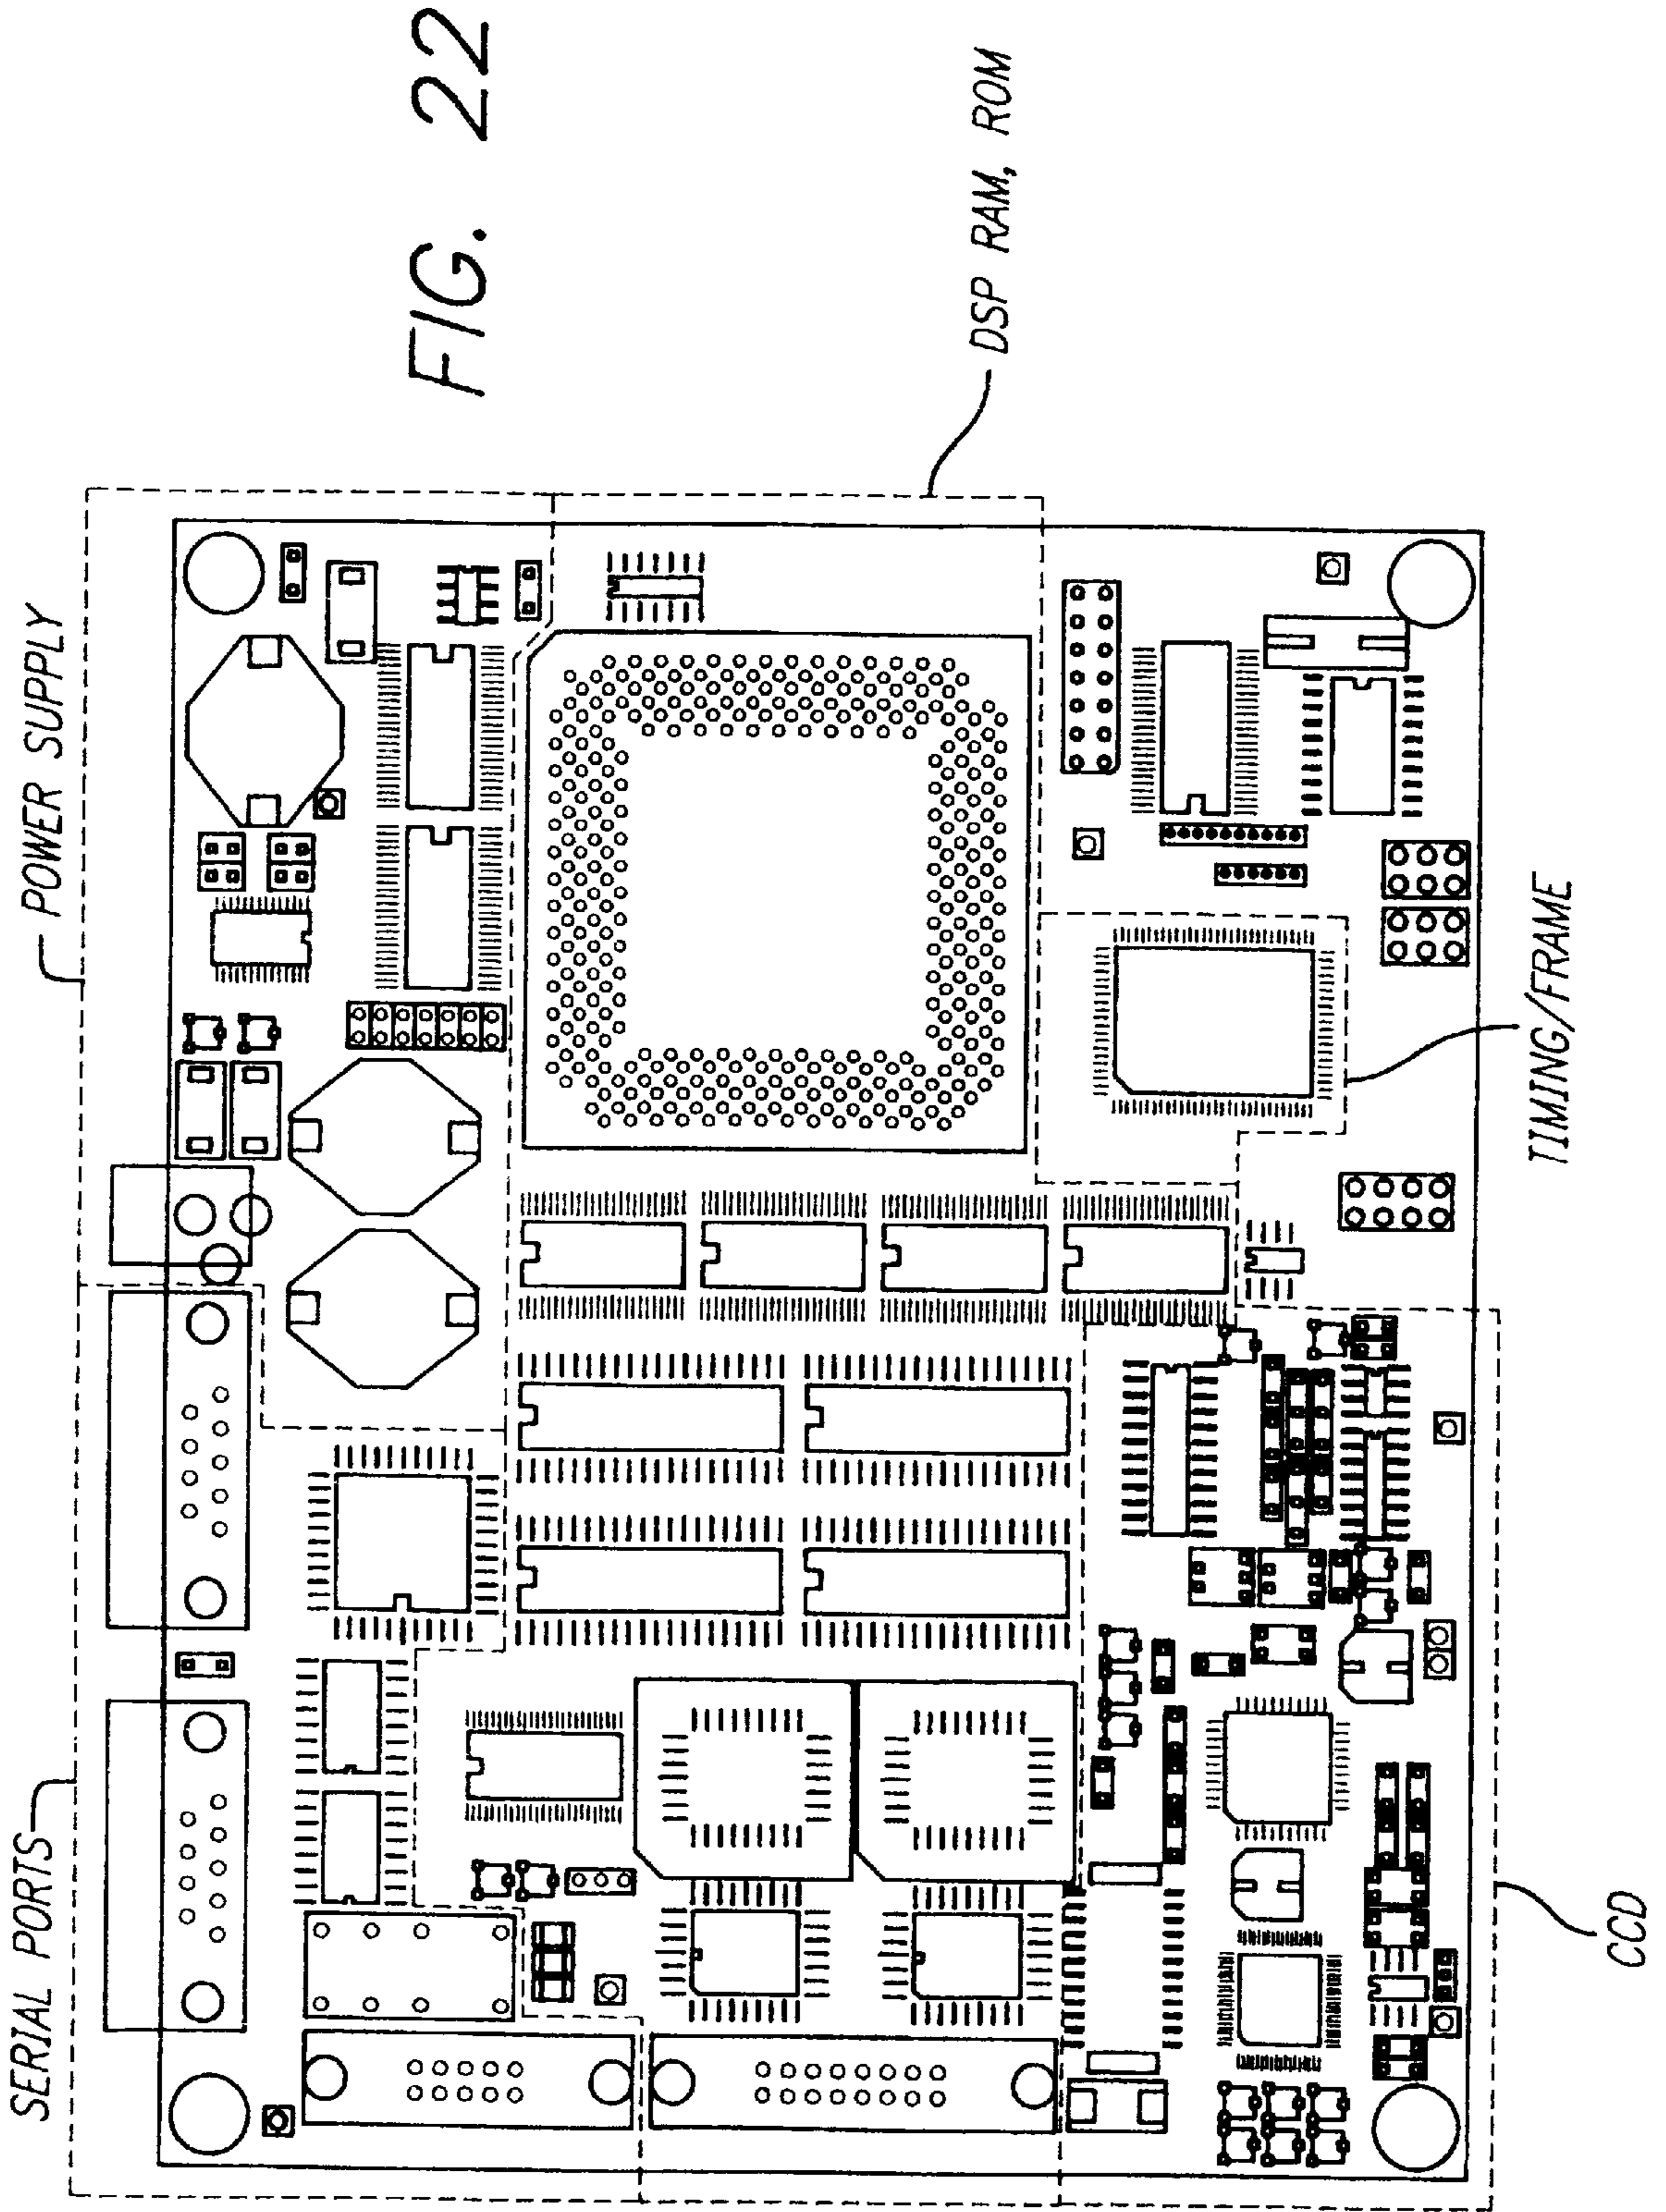 FIG. 22
SERIAL PORTS
POWER SUPPLY
DSP RAM, ROM
TIMING/FRAME
CCD